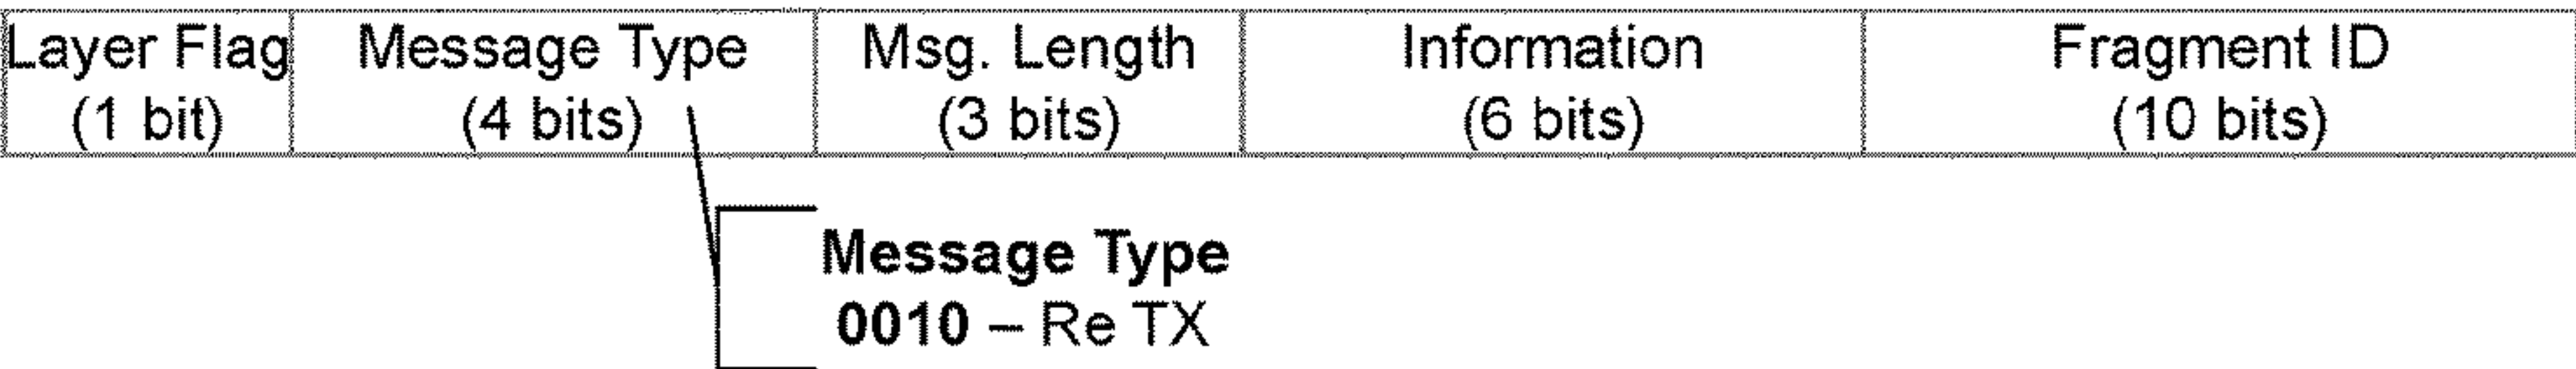 Layer Flag Message Type Msg. Length Information Fragment ID
(1 bit) (4 bits) (3 bits) (6 bits) (10 bits)
Message Type
0010 – Re TX